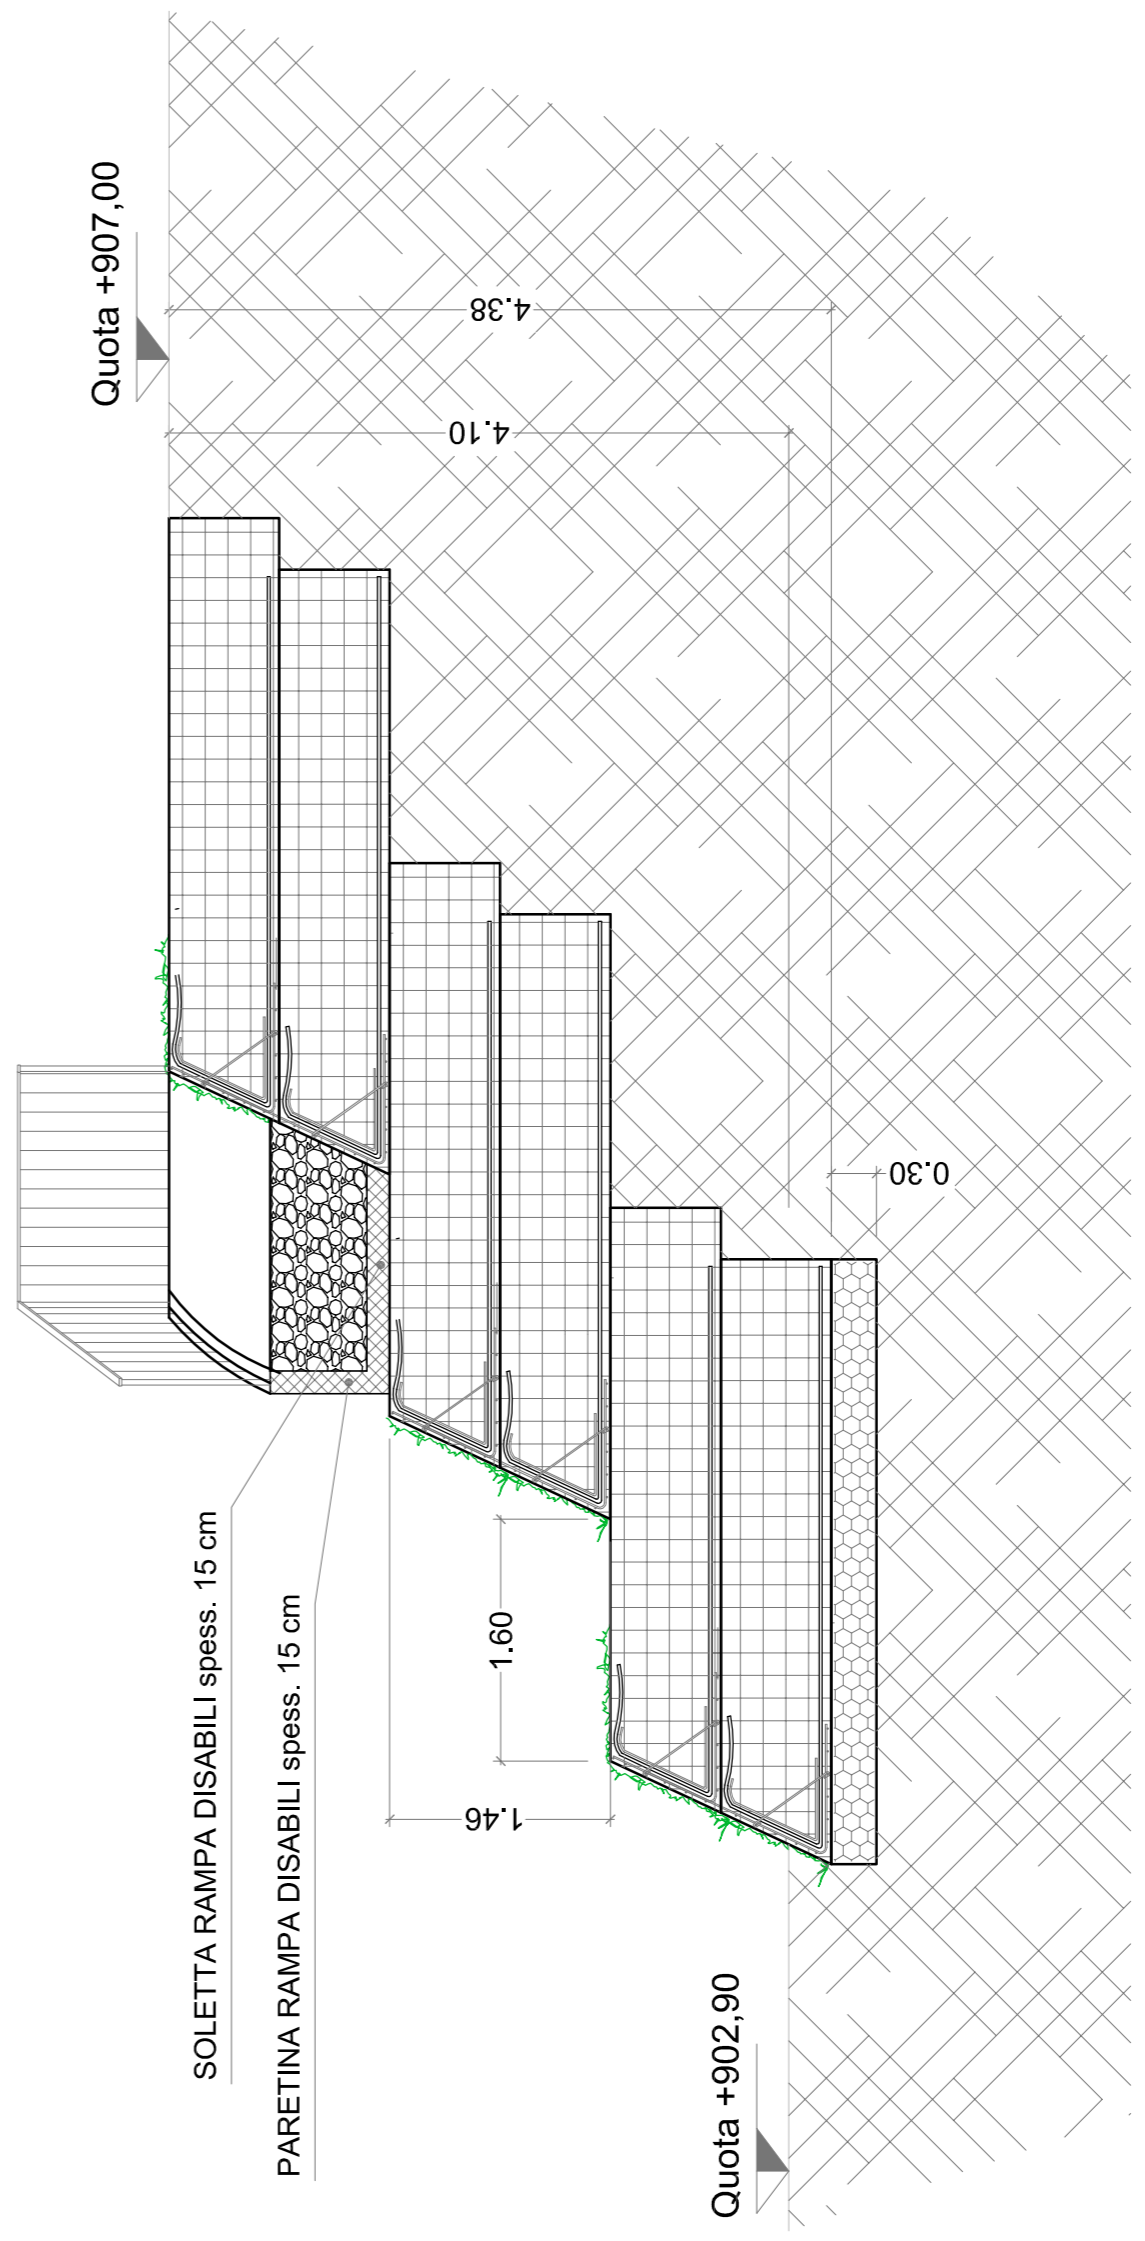 Quota +907,00
4.38
4.10
0.30
SOLETTA RAMPA DISABILI spess. 15 cm
PARETINA RAMPA DISABILI spess. 15 cm
1.60
1.46
Quota +902,90